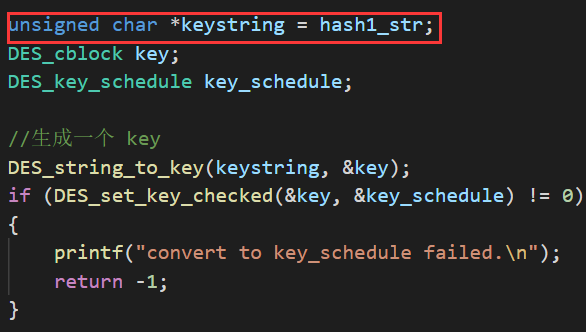 unsigned char *keystring = hash1_str;
DES_cblock key;
DES_key_schedule key_schedule;
//生成一个 key
DES_string_to_key(keystring, &key);
if (DES_set_key_checked(&key, &key_schedule) != 0)
{
    printf("convert to key_schedule failed.\n");
    return -1;
}